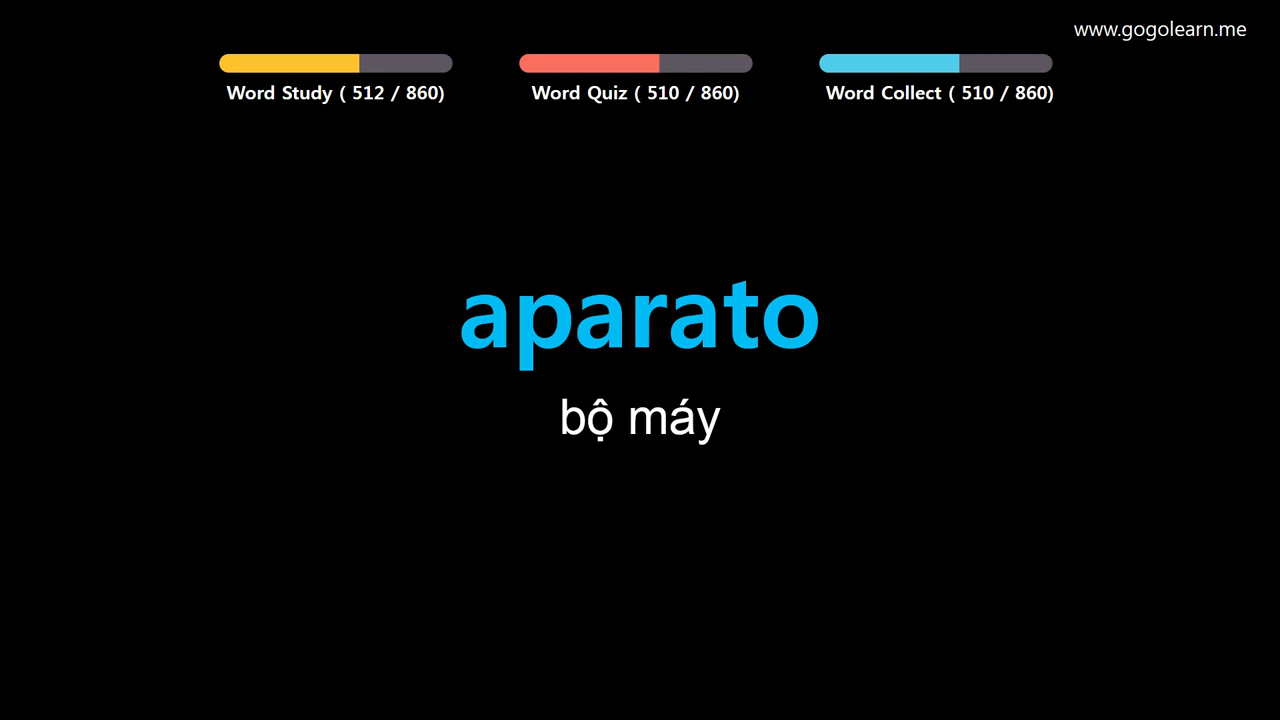 www.gogolearn.me
Word Study ( 512 / 860)
Word Quiz ( 510 / 860)
Word Collect ( 510 / 860)
aparato
bộ máy